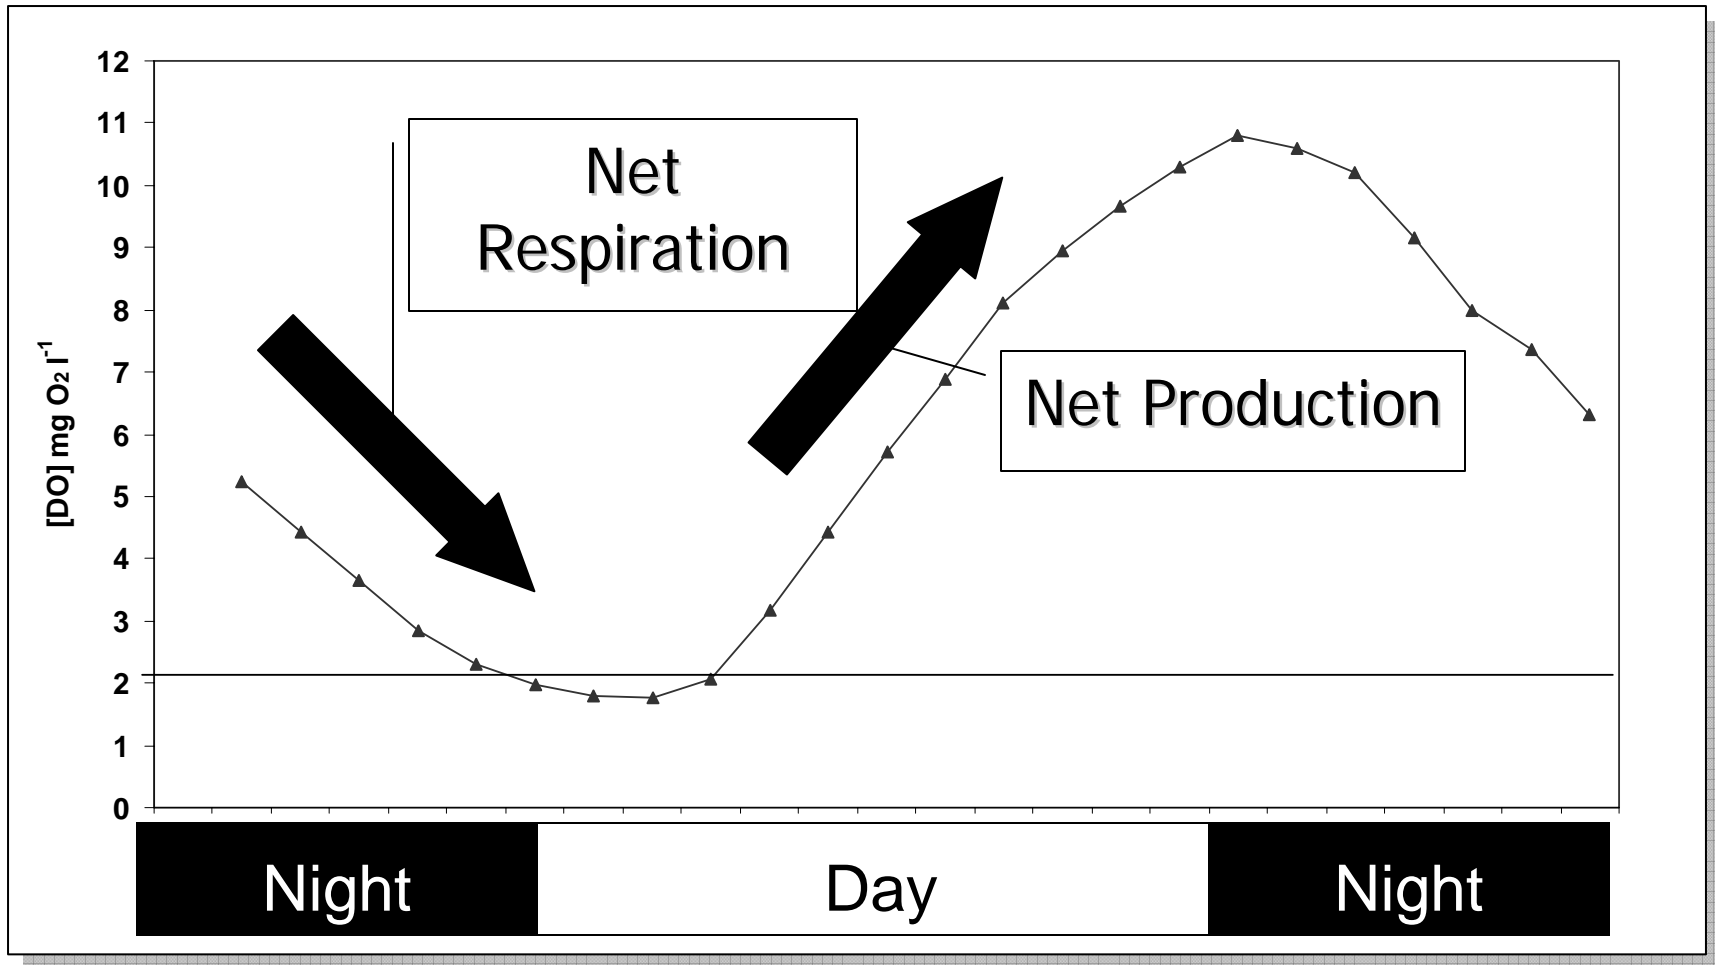 12
11
10
9
8
7
6
5
4
3
2
1
0
[DO] mg O₂ l⁻¹
Net
Respiration
Net Production
Night
Day
Night